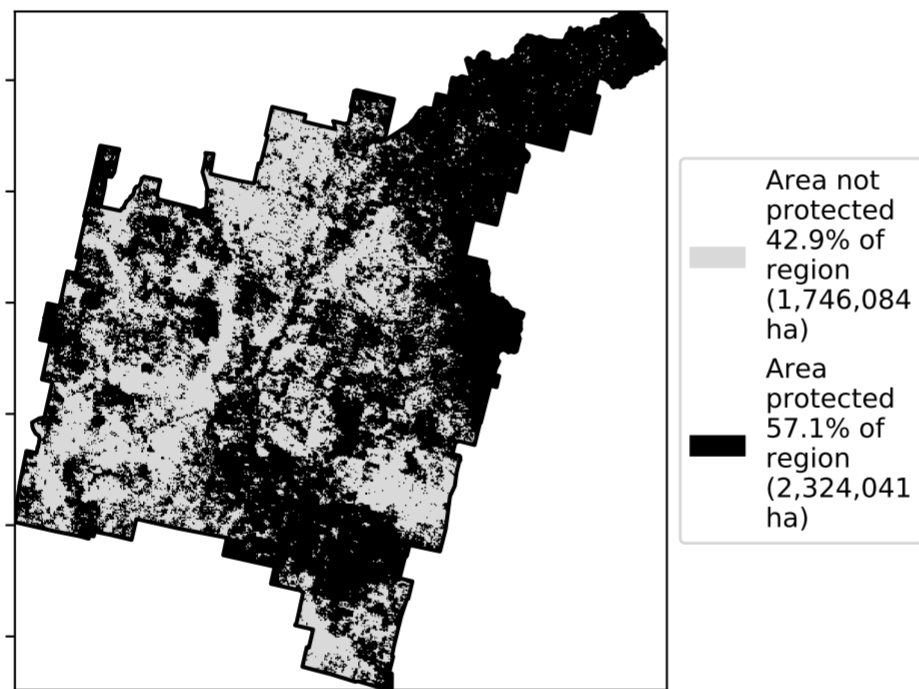 Area not
protected
42.9% of
region
(1,746,084
ha)
Area
protected
57.1% of
region
(2,324,041
ha)